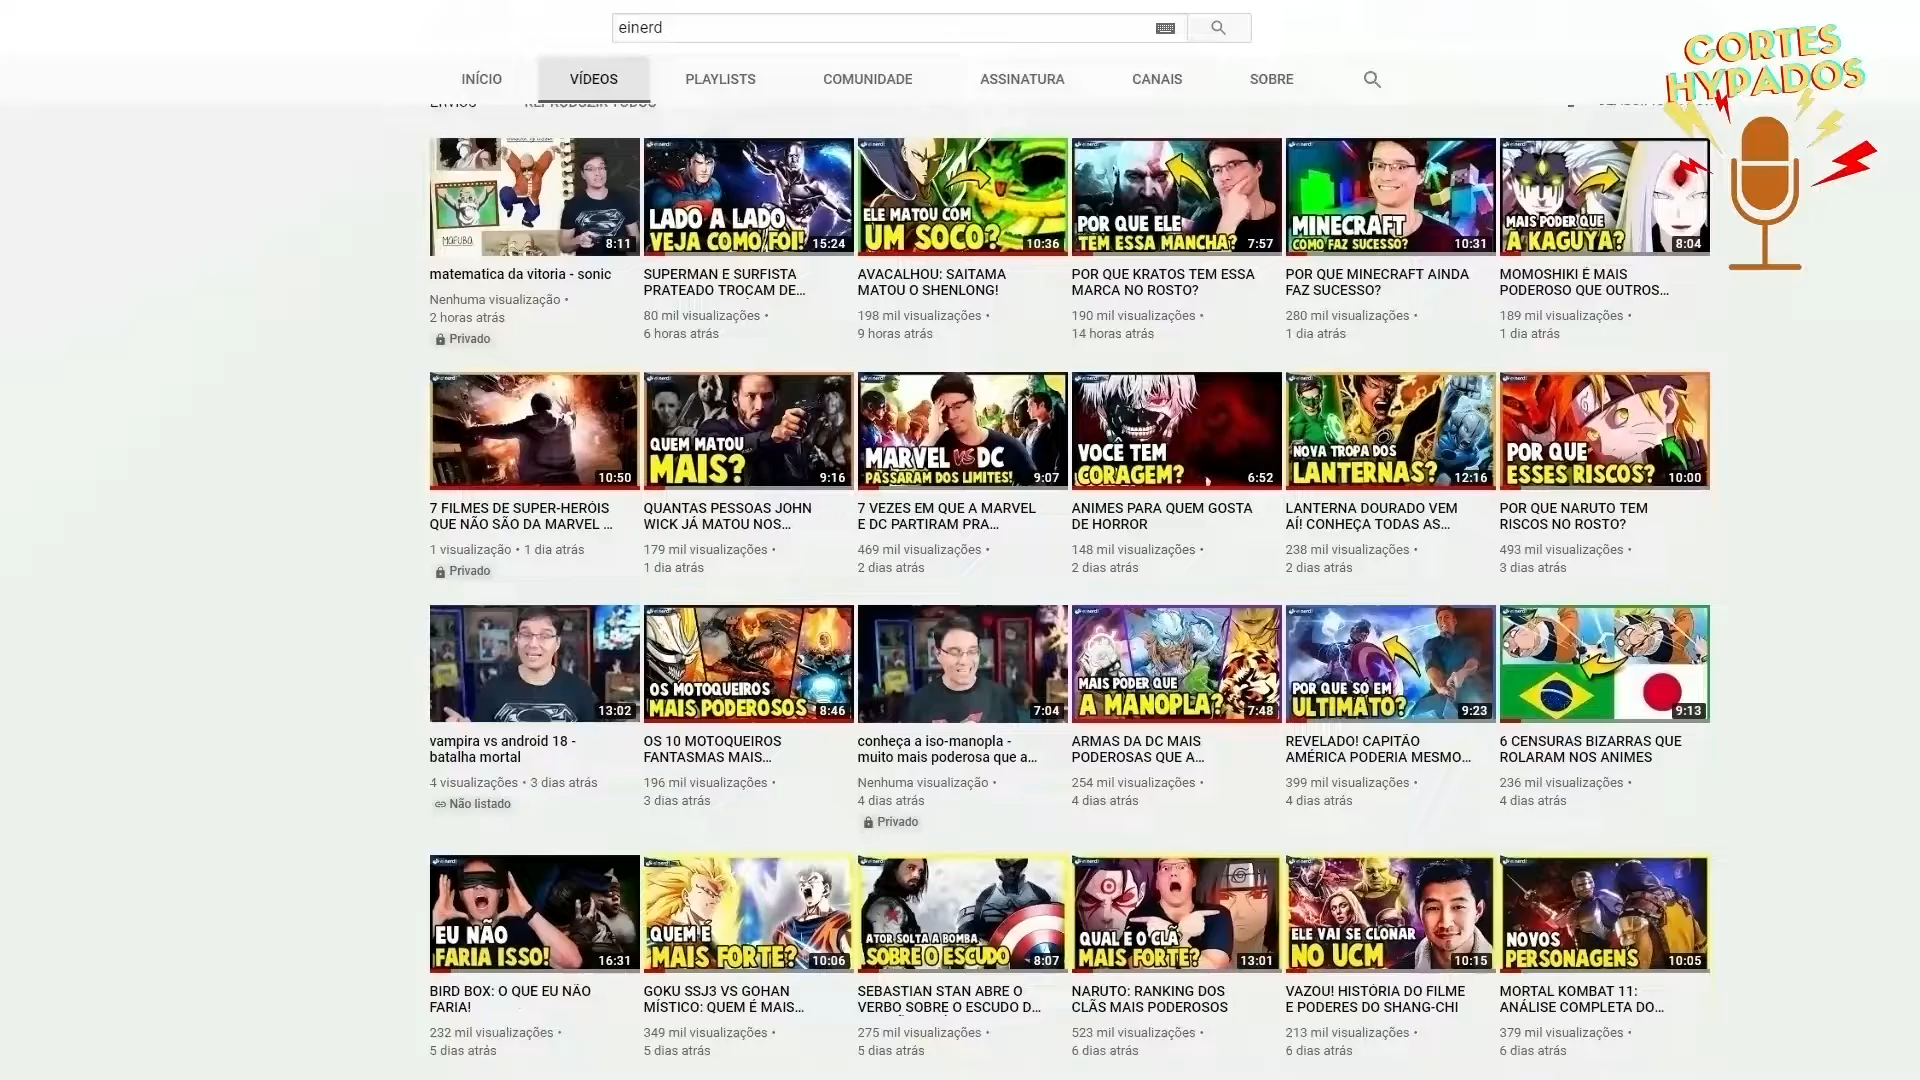 einerd
CORTES
HYPADOS
INÍCIO VÍDEOS PLAYLISTS COMUNIDADE ASSINATURA CANAIS SOBRE
ENVIOS REPRODUZIR TODOS
MAFUBA
8:11
LADO A LADO
VEJA COMO FOI!
15:24
ELE MATOU COM
UM SOCO?
10:36
POR QUE ELE
TEM ESSA MANCHA?
7:57
MINECRAFT
COMO FAZ SUCESSO?
10:31
MAIS PODER QUE
A KAGUYA?
8:04
matematica da vitoria - sonic
Nenhuma visualização •
2 horas atrás
Privado
SUPERMAN E SURFISTA
PRATEADO TROCAM DE...
80 mil visualizações •
6 horas atrás
AVACALHOU: SAITAMA
MATOU O SHENLONG!
198 mil visualizações •
9 horas atrás
POR QUE KRATOS TEM ESSA
MARCA NO ROSTO?
190 mil visualizações •
14 horas atrás
POR QUE MINECRAFT AINDA
FAZ SUCESSO?
280 mil visualizações •
1 dia atrás
MOMOSHIKI É MAIS
PODEROSO QUE OUTROS...
189 mil visualizações •
1 dia atrás
10:50
QUEM MATOU
MAIS?
9:16
MARVEL VS DC
PASSARAM DOS LIMITES!
9:07
VOCÊ TEM
CORAGEM?
6:52
NOVA TROPA DOS
LANTERNAS?
12:16
POR QUE
ESSES RISCOS?
10:00
7 FILMES DE SUPER-HERÓIS
QUE NÃO SÃO DA MARVEL ...
1 visualização • 1 dia atrás
Privado
QUANTAS PESSOAS JOHN
WICK JÁ MATOU NOS...
179 mil visualizações •
1 dia atrás
7 VEZES EM QUE A MARVEL
E DC PARTIRAM PRA...
469 mil visualizações •
2 dias atrás
ANIMES PARA QUEM GOSTA
DE HORROR
148 mil visualizações •
2 dias atrás
LANTERNA DOURADO VEM
AÍ! CONHEÇA TODAS AS...
238 mil visualizações •
2 dias atrás
POR QUE NARUTO TEM
RISCOS NO ROSTO?
493 mil visualizações •
3 dias atrás
13:02
OS MOTOQUEIROS
MAIS PODEROSOS
8:46
7:04
MAIS PODER QUE
A MANOPLA?
7:48
POR QUE SÓ EM
ULTIMATO?
9:23
9:13
vampira vs android 18 -
batalha mortal
4 visualizações • 3 dias atrás
Não listado
OS 10 MOTOQUEIROS
FANTASMAS MAIS...
196 mil visualizações •
3 dias atrás
conheça a iso-manopla -
muito mais poderosa que a...
Nenhuma visualização •
4 dias atrás
Privado
ARMAS DA DC MAIS
PODEROSAS QUE A...
254 mil visualizações •
4 dias atrás
REVELADO! CAPITÃO
AMÉRICA PODERIA MESMO...
399 mil visualizações •
4 dias atrás
6 CENSURAS BIZARRAS QUE
ROLARAM NOS ANIMES
236 mil visualizações •
4 dias atrás
EU NÃO
FARIA ISSO!
16:31
QUEM É
MAIS FORTE?
10:06
ATOR SOLTA A BOMBA
SOBRE O ESCUDO
8:07
QUAL É O CLÃ
MAIS FORTE?
13:01
ELE VAI SE CLONAR
NO UCM
10:15
NOVOS
PERSONAGENS
10:05
BIRD BOX: O QUE EU NÃO
FARIA!
232 mil visualizações •
5 dias atrás
GOKU SSJ3 VS GOHAN
MÍSTICO: QUEM É MAIS...
349 mil visualizações •
5 dias atrás
SEBASTIAN STAN ABRE O
VERBO SOBRE O ESCUDO D...
275 mil visualizações •
5 dias atrás
NARUTO: RANKING DOS
CLÃS MAIS PODEROSOS
523 mil visualizações •
6 dias atrás
VAZOU! HISTÓRIA DO FILME
E PODERES DO SHANG-CHI
213 mil visualizações •
6 dias atrás
MORTAL KOMBAT 11:
ANÁLISE COMPLETA DO...
379 mil visualizações •
6 dias atrás